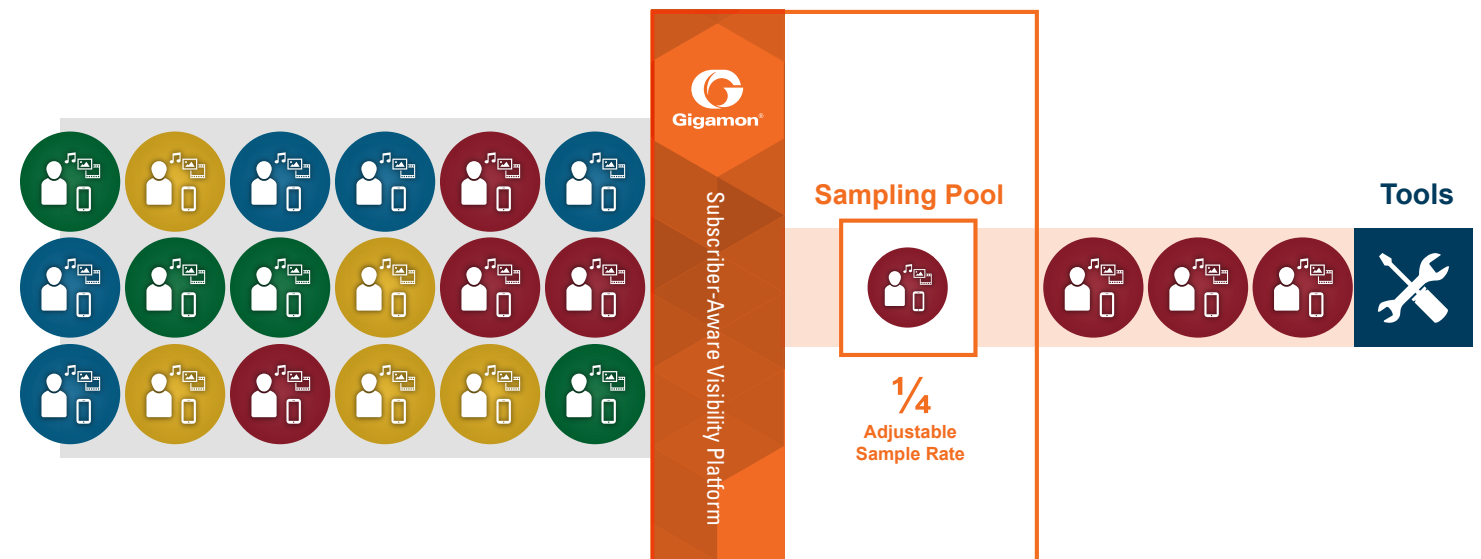 Gigamon®
Subscriber-Aware Visibility Platform
Sampling Pool
¼
Adjustable
Sample Rate
Tools